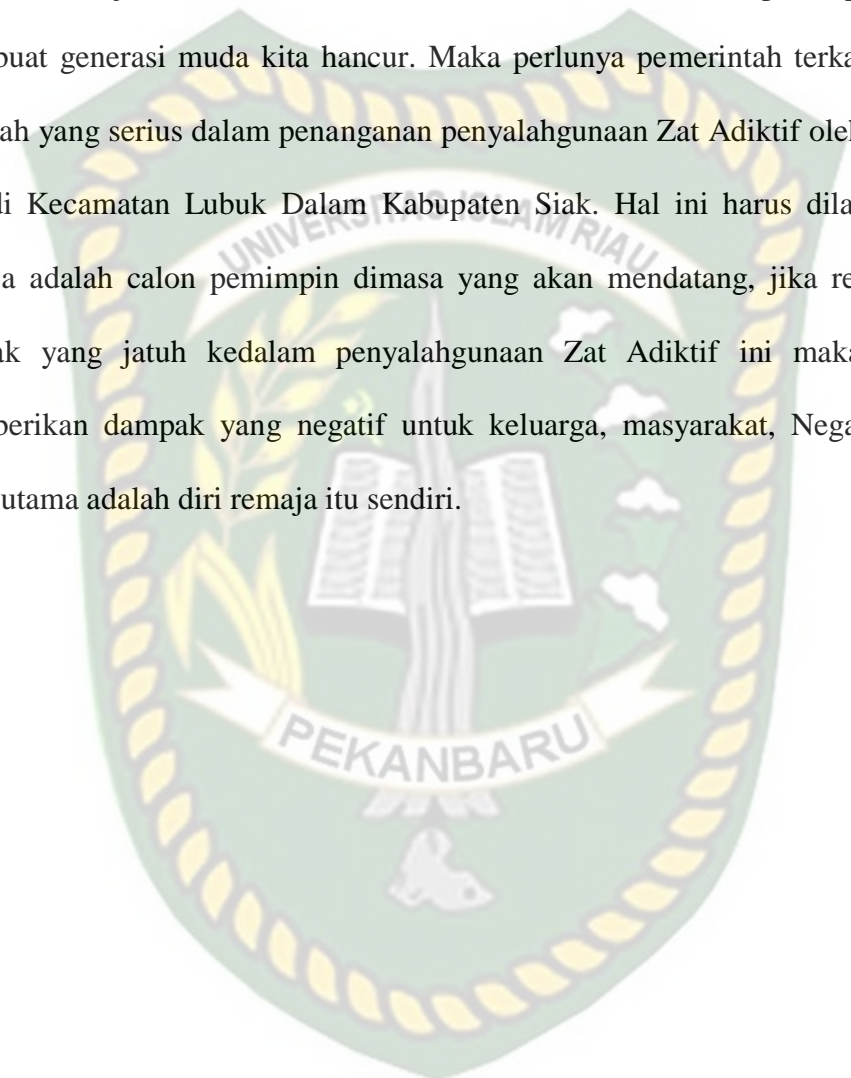 buat generasi muda kita hancur. Maka perlunya pemerintah terka
ah yang serius dalam penanganan penyalahgunaan Zat Adiktif oleh
di Kecamatan Lubuk Dalam Kabupaten Siak. Hal ini harus dila
a adalah calon pemimpin dimasa yang akan mendatang, jika re
ak yang jatuh kedalam penyalahgunaan Zat Adiktif ini maka
berikan dampak yang negatif untuk keluarga, masyarakat, Nega
utama adalah diri remaja itu sendiri.
UNIVERSITAS ISLAM RIAU
PEKANBARU